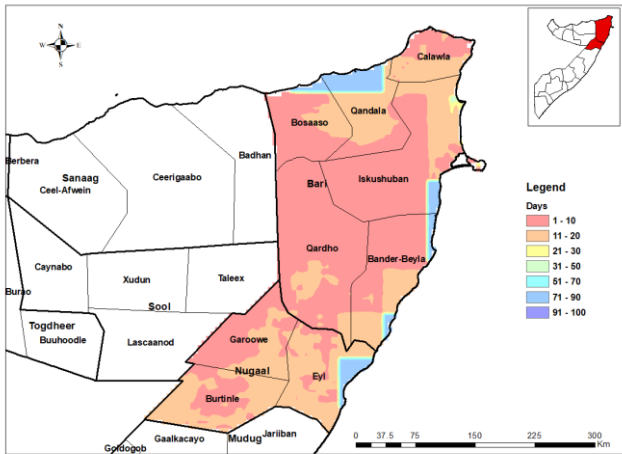 N
W E
S
Calawla
Qandala
Bosaaso
Berbera
Badhan
Sanaag
Ceel-Afwein
Ceerigaabo
Bari
Iskushuban
Qardho
Bander-Beyla
Caynabo
Xudun
Taleex
Burao
Sool
Togdheer
Buuhoodle
Lascaanod
Garoowe
Nugaal
Eyl
Burtinle
Gaalkacayo
Mudug
Jariiban
Goldogob
Legend
Days
1 - 10
11 - 20
21 - 30
31 - 50
51 - 70
71 - 90
91 - 100
0 37.5 75 150 225 300
Km